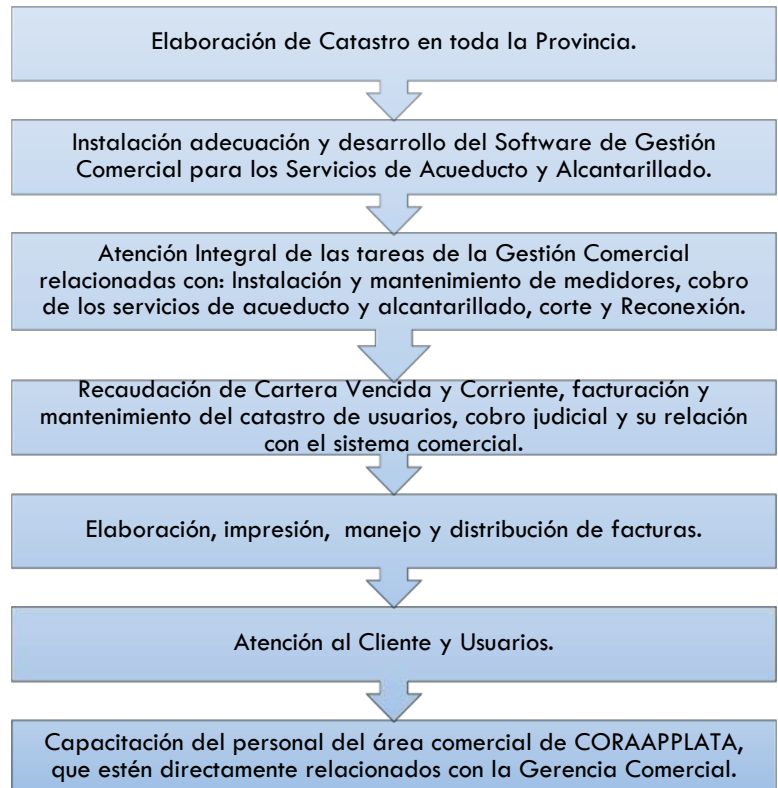 Elaboración de Catastro en toda la Provincia.
Instalación adecuación y desarrollo del Software de Gestión
Comercial para los Servicios de Acueducto y Alcantarillado.
Atención Integral de las tareas de la Gestión Comercial
relacionadas con: Instalación y mantenimiento de medidores, cobro
de los servicios de acueducto y alcantarillado, corte y Reconexión.
Recaudación de Cartera Vencida y Corriente, facturación y
mantenimiento del catastro de usuarios, cobro judicial y su relación
con el sistema comercial.
Elaboración, impresión, manejo y distribución de facturas.
Atención al Cliente y Usuarios.
Capacitación del personal del área comercial de CORAAPPLATA,
que estén directamente relacionados con la Gerencia Comercial.